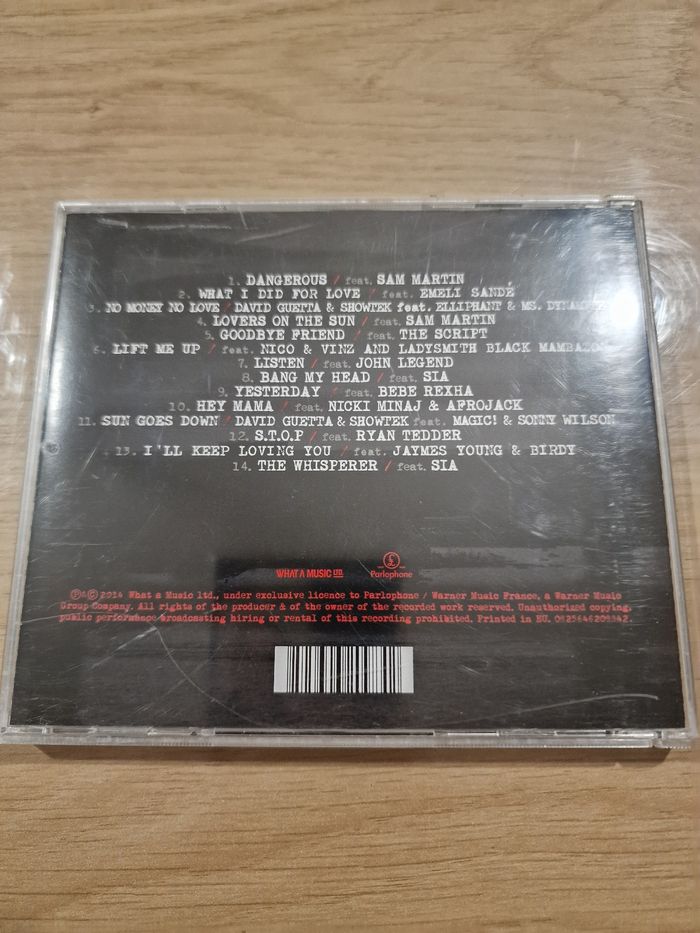 1. DANGEROUS / feat. SAM MARTIN
2. WHAT I DID FOR LOVE / feat. EMELI SANDÉ
3. NO MONEY NO LOVE / DAVID GUETTA & SHOWTEK feat. ELLIPHANT & MS.
4. LOVERS ON THE SUN / feat. SAM MARTIN
5. GOODBYE FRIEND / feat. THE SCRIPT
6. LIFT ME UP / feat. NICO & VINZ AND LADYSMITH BLACK MAMBAZO
7. LISTEN / feat. JOHN LEGEND
8. BANG MY HEAD / feat. SIA
9. YESTERDAY / feat. BEBE REXHA
10. HEY MAMA / feat. NICKI MINAJ & AFROJACK
11. SUN GOES DOWN / DAVID GUETTA & SHOWTEK feat. MAGIC! & SONNY WILSON
12. S.T.O.P / feat. RYAN TEDDER
13. I'LL KEEP LOVING YOU / feat. JAYMES YOUNG & BIRDY
14. THE WHISPERER / feat. SIA
WHAT A MUSIC LTD.
Parlophone
℗&© 2014 What a Music ltd., under exclusive licence to Parlophone / Warner Music France, a Warner Music
Group Company. All rights of the producer & of the owner of the recorded work reserved. Unauthorized copying,
public performance broadcasting hiring or rental of this recording prohibited. Printed in EU.